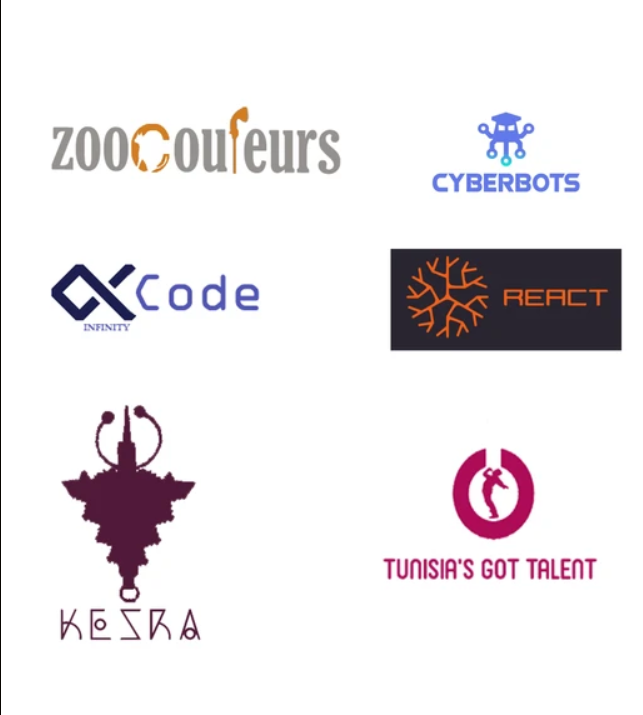 zooCoufeurs
CYBERBOTS
Code
INFINITY
REACT
KESRA
TUNISIA'S GOT TALENT